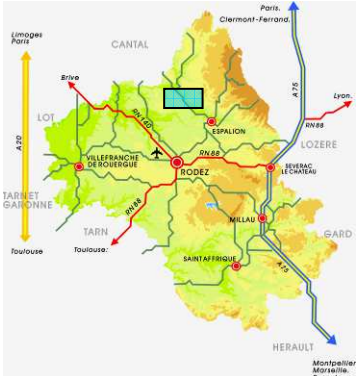 Paris.
Clermont-Ferrand.
Limoges
Paris
CANTAL
Brive
A75
Lyon.
RN88
LOT
RN140
ESPALION
A20
LOZERE
VILLEFRANCHE
DE ROUERGUE
RN88
RODEZ
SEVERAC
LE CHATEAU
TARNET
GARONNE
RN88
MILLAU
TARN
GARD
Toulouse
Toulouse:
SAINTAFFRIQUE
A75
HERAULT
Montpellier
Marseille.